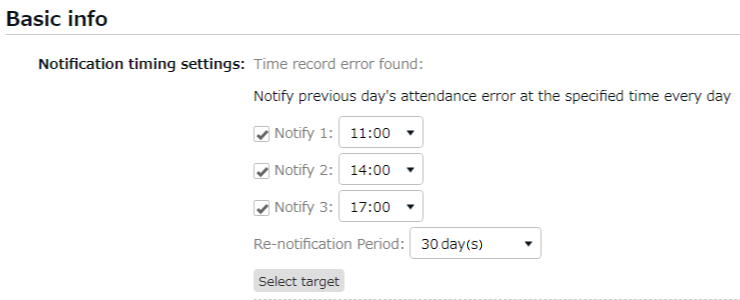 Basic info
Notification timing settings: Time record error found:
Notify previous day's attendance error at the specified time every day
Notify 1: 11:00
Notify 2: 14:00
Notify 3: 17:00
Re-notification Period: 30 day(s)
Select target